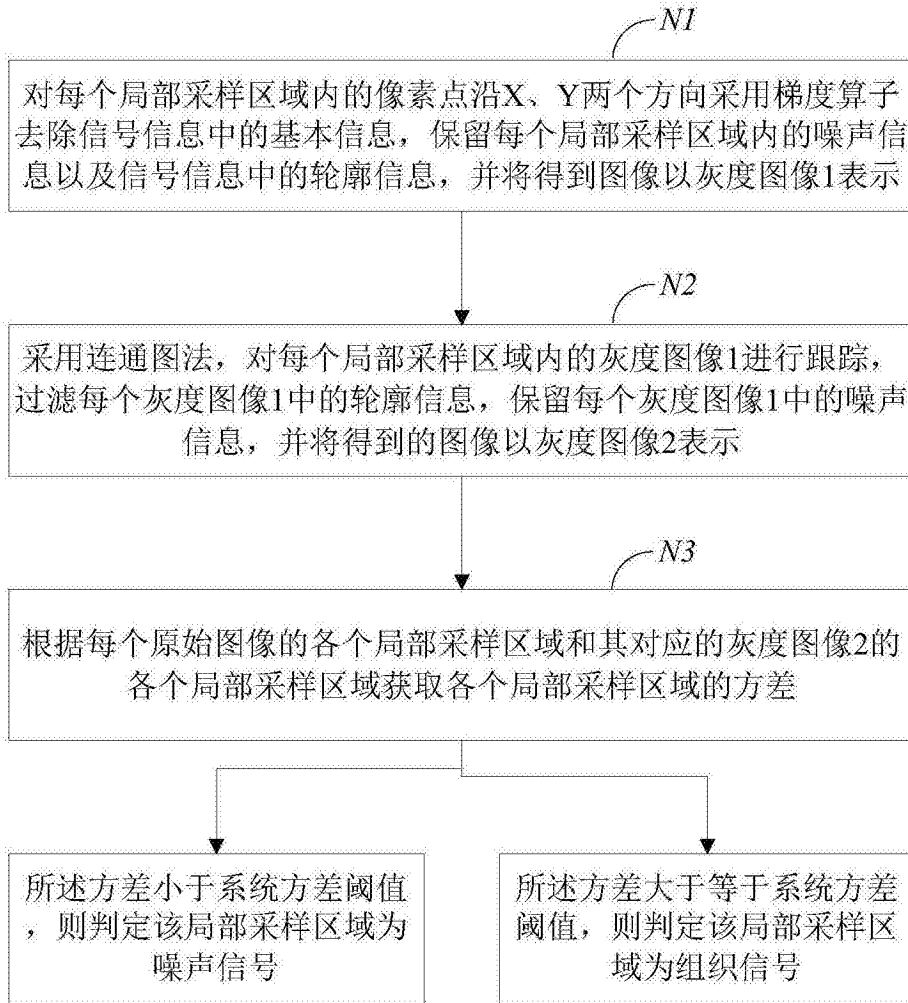 N1
对每个局部采样区域内的像素点沿X、Y两个方向采用梯度算子
去除信号信息中的基本信息，保留每个局部采样区域内的噪声信
息以及信号信息中的轮廓信息，并将得到图像以灰度图像1表示
N2
采用连通图法，对每个局部采样区域内的灰度图像1进行跟踪，
过滤每个灰度图像1中的轮廓信息，保留每个灰度图像1中的噪声
信息，并将得到的图像以灰度图像2表示
N3
根据每个原始图像的各个局部采样区域和其对应的灰度图像2的
各个局部采样区域获取各个局部采样区域的方差
所述方差小于系统方差阈值
，则判定该局部采样区域为
噪声信号
所述方差大于等于系统方差
阈值，则判定该局部采样区
域为组织信号